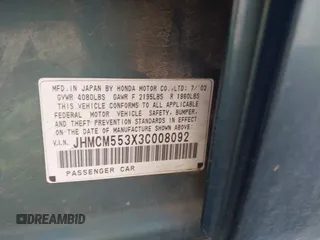 MFD. IN JAPAN BY HONDA MOTOR CO.,LTD. 7/02
GVWR 4080LBS GAWR F 2195LBS R 1960LBS
THIS VEHICLE CONFORMS TO ALL APPLICABLE
FEDERAL MOTOR VEHICLE SAFETY, BUMPER,
AND THEFT PREVENTION STANDARDS IN EFFECT
ON THE DATE OF MANUFACTURE SHOWN ABOVE.
V.I.N. JHMCM553X3C008092
PASSENGER CAR
DREAMBID